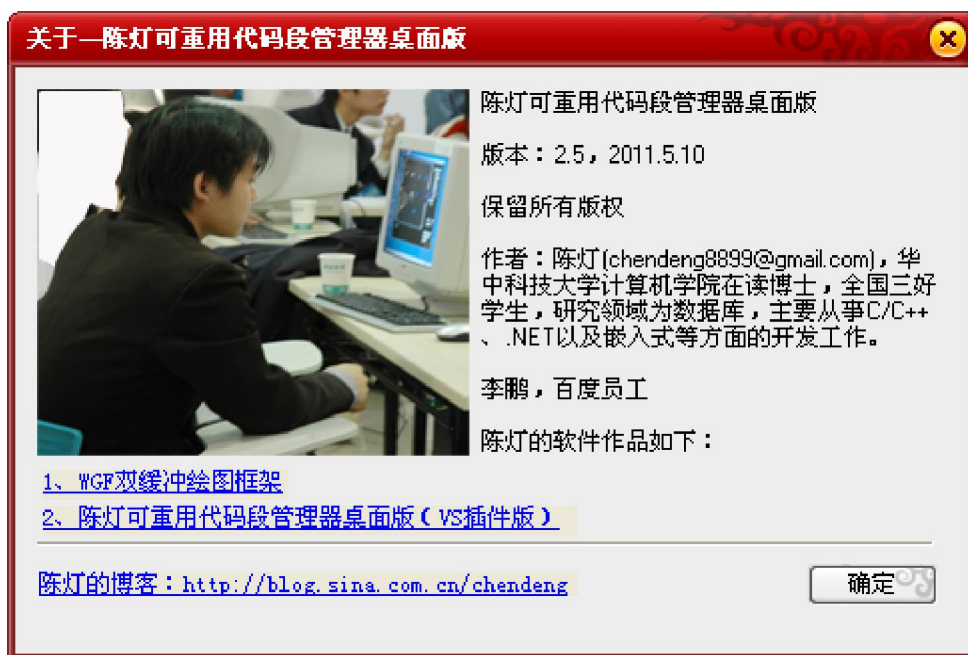 关于—陈灯可重用代码段管理器桌面版
陈灯可重用代码段管理器桌面版
版本：2.5，2011.5.10
保留所有版权
作者：陈灯(chendeng8899@gmail.com)，华
中科技大学计算机学院在读博士，全国三好
学生，研究领域为数据库，主要从事C/C++
、.NET以及嵌入式等方面的开发工作。
李鹏，百度员工
陈灯的软件作品如下：
1、WGF双缓冲绘图框架
2、陈灯可重用代码段管理器桌面版（VS插件版）
陈灯的博客：http://blog.sina.com.cn/chendeng
确定